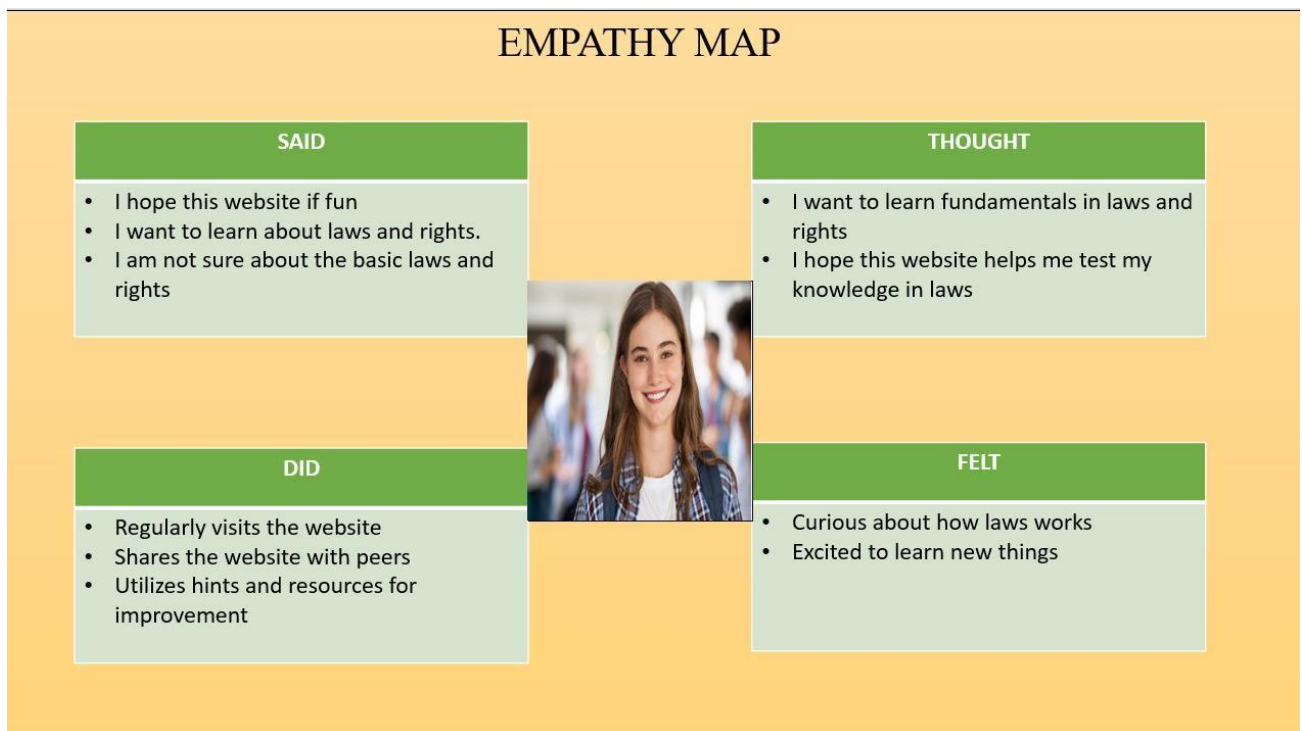 EMPATHY MAP
SAID
• I hope this website if fun
• I want to learn about laws and rights.
• I am not sure about the basic laws and
rights
THOUGHT
• I want to learn fundamentals in laws and
rights
• I hope this website helps me test my
knowledge in laws
DID
• Regularly visits the website
• Shares the website with peers
• Utilizes hints and resources for
improvement
FELT
• Curious about how laws works
• Excited to learn new things